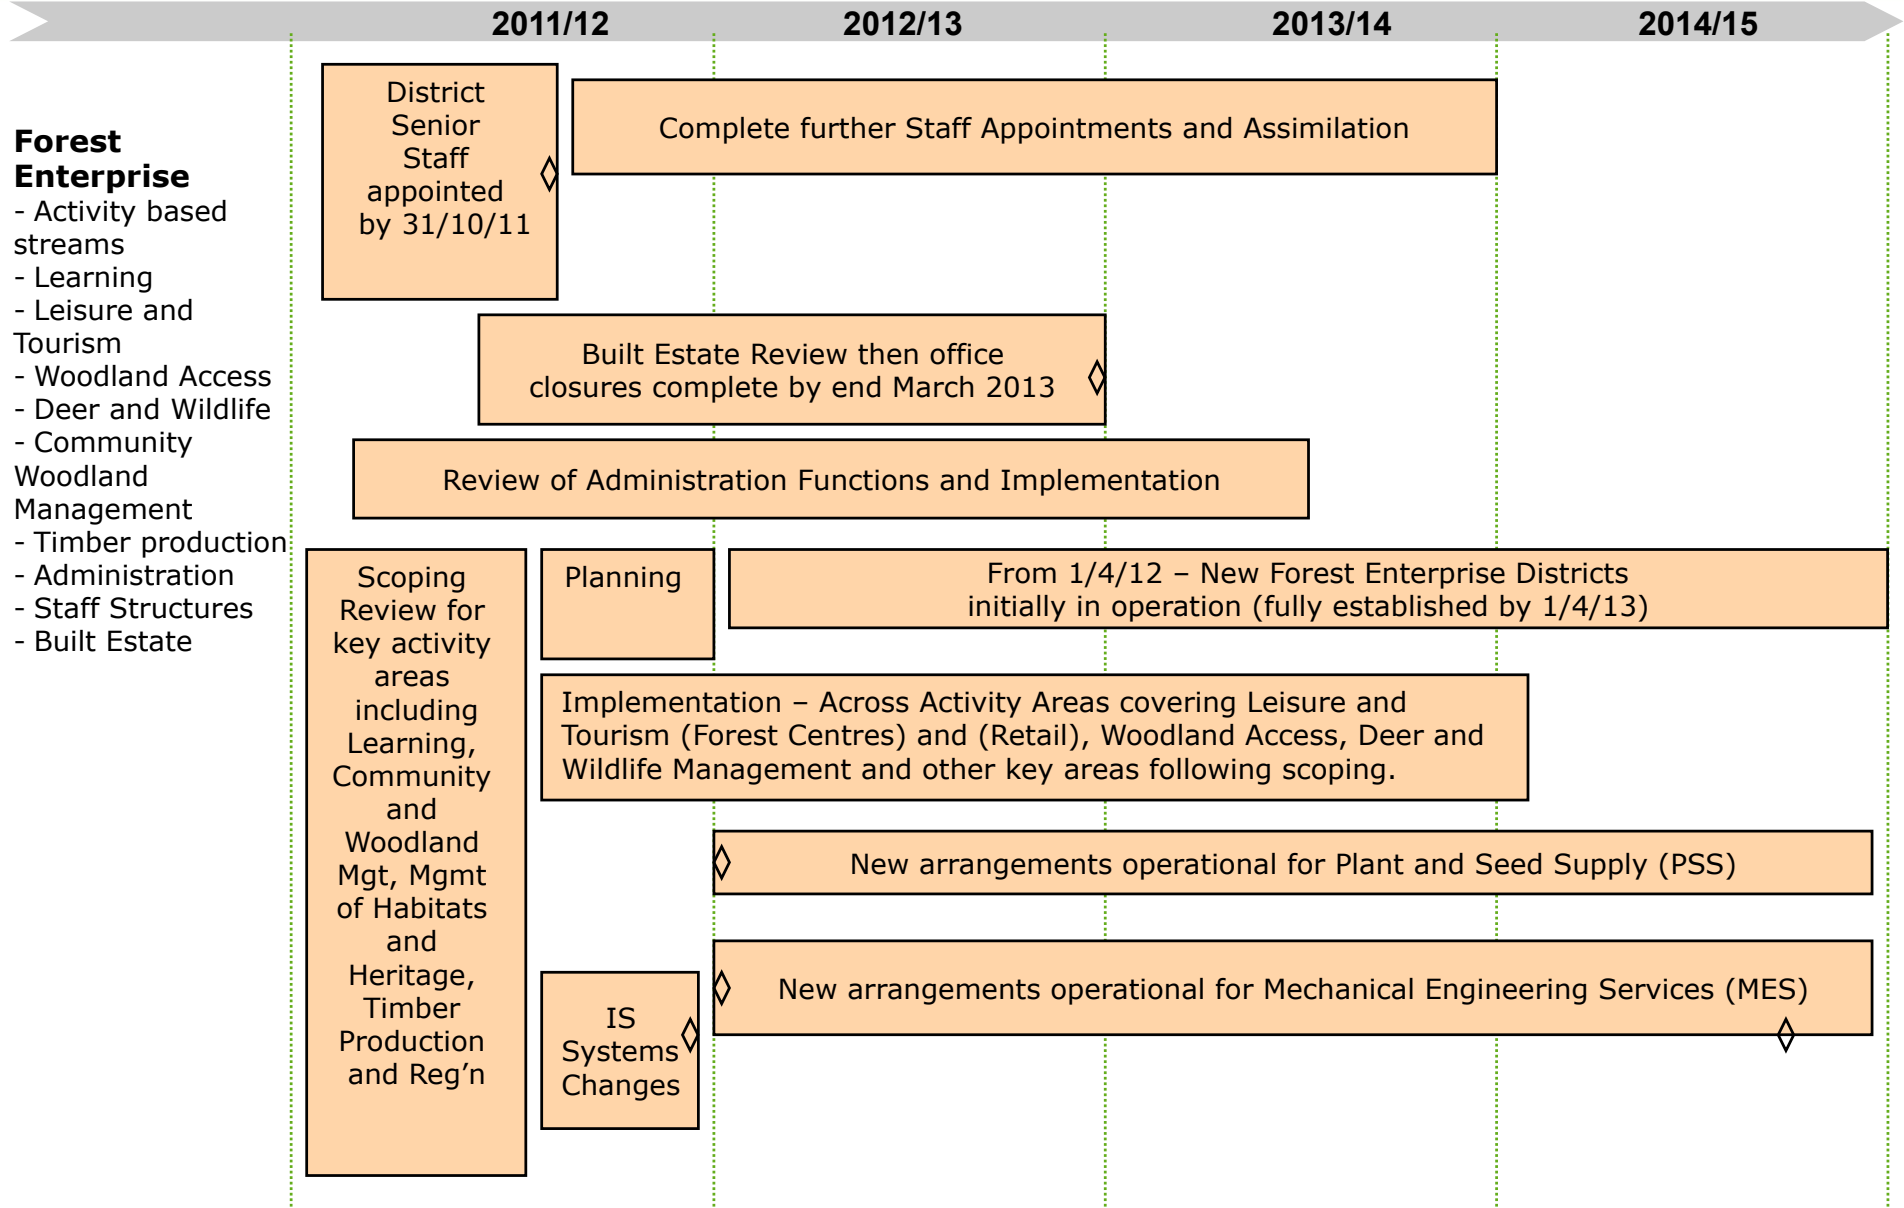 2011/12
2012/13
2013/14
2014/15
Forest
Enterprise
- Activity based
streams
- Learning
- Leisure and
Tourism
- Woodland Access
- Deer and Wildlife
- Community
Woodland
Management
- Timber production
- Administration
- Staff Structures
- Built Estate
District
Senior
Staff
appointed
by 31/10/11
Complete further Staff Appointments and Assimilation
Built Estate Review then office
closures complete by end March 2013
Review of Administration Functions and Implementation
Scoping
Review for
key activity
areas
including
Learning,
Community
and
Woodland
Mgt, Mgmt
of Habitats
and
Heritage,
Timber
Production
and Reg’n
Planning
From 1/4/12 – New Forest Enterprise Districts
initially in operation (fully established by 1/4/13)
Implementation – Across Activity Areas covering Leisure and
Tourism (Forest Centres) and (Retail), Woodland Access, Deer and
Wildlife Management and other key areas following scoping.
New arrangements operational for Plant and Seed Supply (PSS)
New arrangements operational for Mechanical Engineering Services (MES)
IS
Systems
Changes